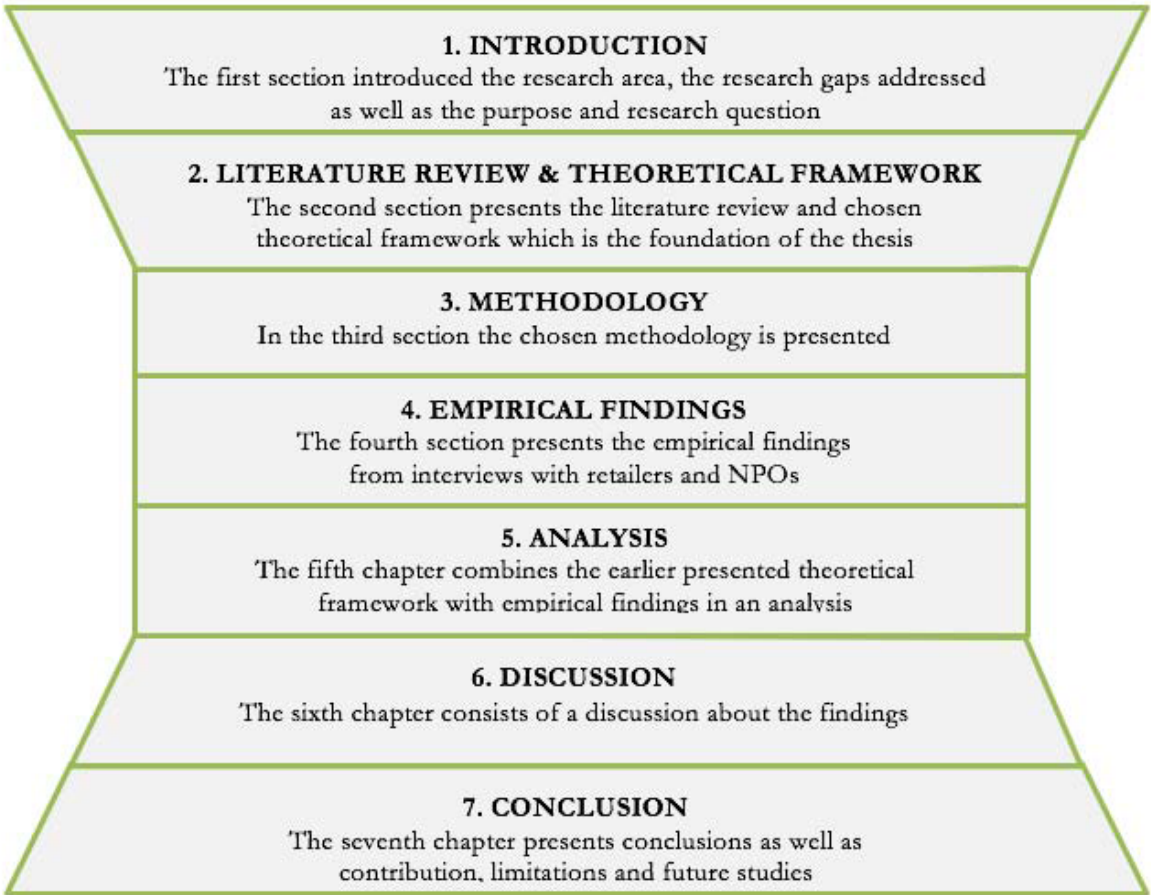 1. INTRODUCTION
The first section introduced the research area, the research gaps addressed
as well as the purpose and research question
2. LITERATURE REVIEW & THEORETICAL FRAMEWORK
The second section presents the literature review and chosen
theoretical framework which is the foundation of the thesis
3. METHODOLOGY
In the third section the chosen methodology is presented
4. EMPIRICAL FINDINGS
The fourth section presents the empirical findings
from interviews with retailers and NPOs
5. ANALYSIS
The fifth chapter combines the earlier presented theoretical
framework with empirical findings in an analysis
6. DISCUSSION
The sixth chapter consists of a discussion about the findings
7. CONCLUSION
The seventh chapter presents conclusions as well as
contribution, limitations and future studies